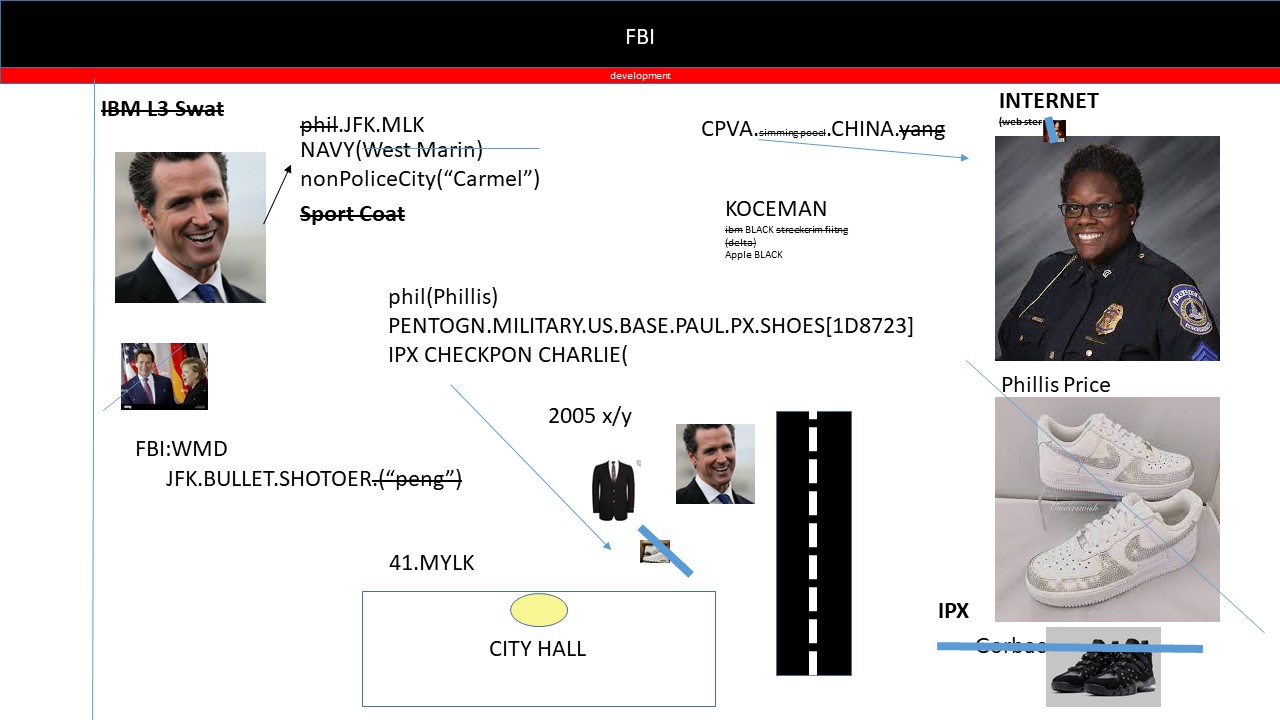 FBI
development
IBM L3 Swat
phil.JFK.MLK
NAVY(West Marin)
nonPoliceCity(“Carmel”)
Sport Coat
CPVA.simming pool.CHINA.yang
INTERNET
(web ster
KOCEMAN
ibm BLACK streekcrim fiitng
(delta)
Apple BLACK
phil(Phillis)
PENTOGN.MILITARY.US.BASE.PAUL.PX.SHOES[1D8723]
IPX CHECKPON CHARLIE(
Phillis Price
2005 x/y
FBI:WMD
JFK.BULLET.SHOTOER.(“peng”)
41.MYLK
CITY HALL
IPX